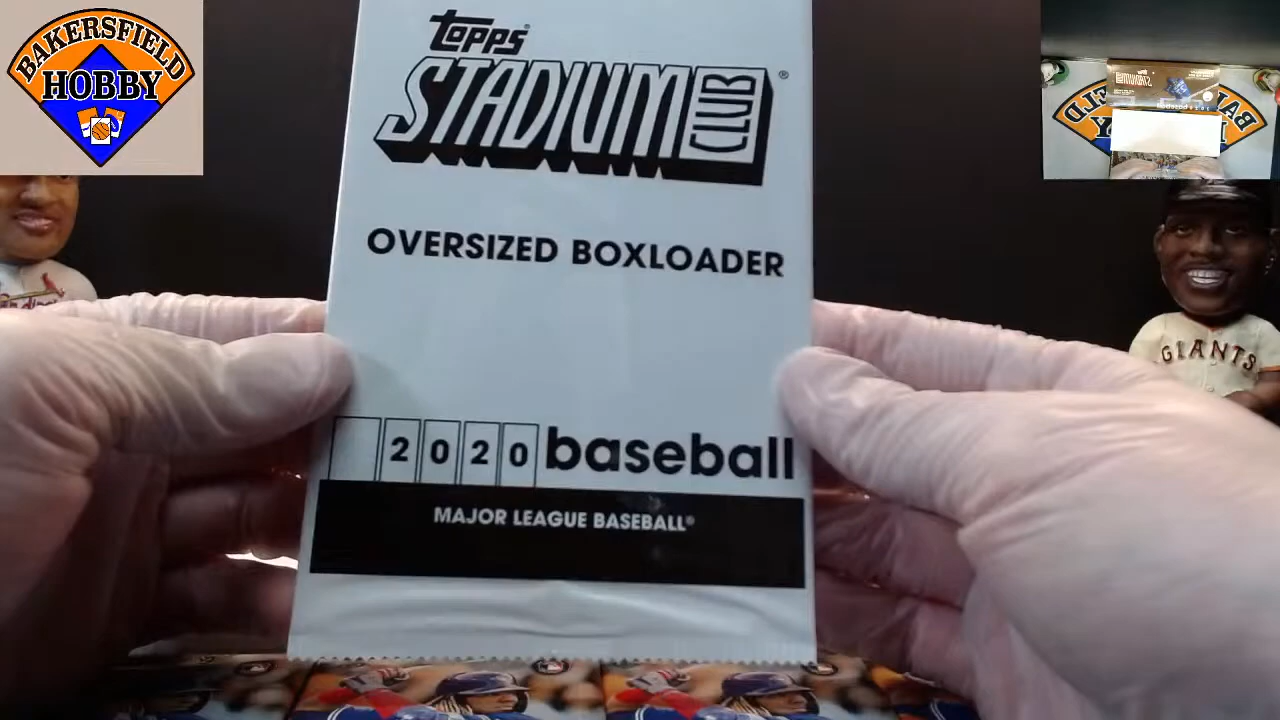 BAKERSFIELD
HOBBY
TOPPS
STADIUM CLUB®
OVERSIZED BOXLOADER
2020 baseball
MAJOR LEAGUE BASEBALL®
GIANTS